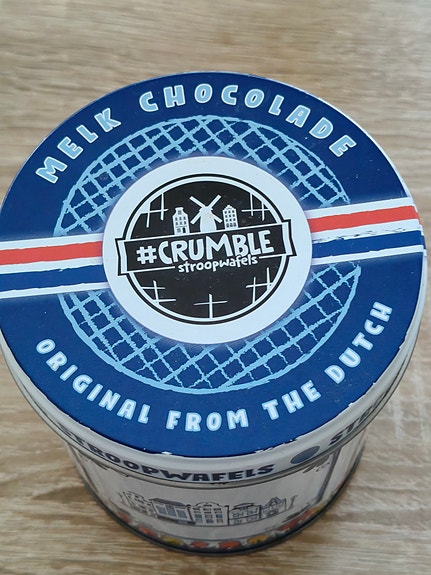 MELK CHOCOLADE
#CRUMBLE
stroopwafels
ORIGINAL FROM THE DUTCH
STROOPWAFELS